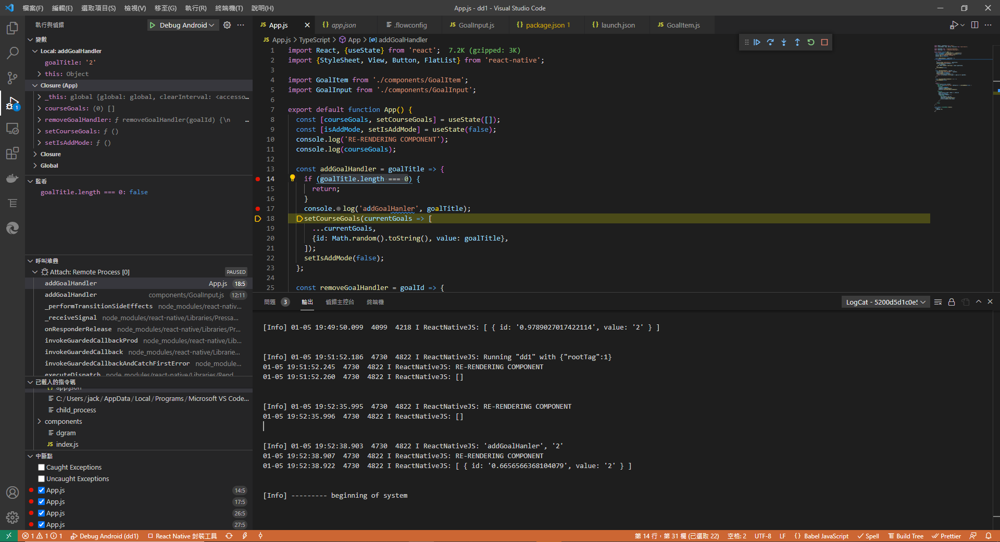 檔案(F) 編輯(E) 選取項目(S) 檢視(V) 移至(G) 執行(R) 終端機(T) 說明(H)
App.js - dd1 - Visual Studio Code
執行與偵錯
Debug Android
變數
Local: addGoalHandler
goalTitle: '2'
this: Object
Closure (App)
_this: global {global: global, clearInterval: <accesso…
courseGoals: (0) []
removeGoalHandler: ƒ removeGoalHandler(goalId) {\n …
setCourseGoals: ƒ ()
setIsAddMode: ƒ ()
Closure
Global
監看
goalTitle.length === 0: false
呼叫堆疊
Attach: Remote Process [0] PAUSED
addGoalHandler App.js 18:5
addGoalHandler components/GoalInput.js 12:11
_performTransitionSideEffects node_modules/react-nativ...
_receiveSignal node_modules/react-native/Libraries/Pressa...
onResponderRelease node_modules/react-native/Libraries/Pr...
invokeGuardedCallbackProd node_modules/react-native/Lib...
invokeGuardedCallback node_modules/react-native/Librarie...
invokeGuardedCallbackAndCatchFirstError node_module...
executeDispatch node_modules/react-native/Libraries/Rend
已載入的指令碼
app.json
C:/Users/jack/AppData/Local/Programs/Microsoft VS Code...
child_process
components
dgram
JS index.js
中斷點
Caught Exceptions
Uncaught Exceptions
App.js 14:5
App.js 17:5
App.js 26:5
App.js 27:5
JS App.js
{} app.json
.flowconfig
JS GoalInput.js
{} package.json 1
{} launch.json
JS GoalItem.js
JS App.js > TypeScript > App > addGoalHandler
1 import React, {useState} from 'react'; 7.2K (gzipped: 3K)
2 import {StyleSheet, View, Button, FlatList} from 'react-native';
3
4 import GoalItem from './components/GoalItem';
5 import GoalInput from './components/GoalInput';
6
7 export default function App() {
8 const [courseGoals, setCourseGoals] = useState([]);
9 const [isAddMode, setIsAddMode] = useState(false);
10 console.log('RE-RENDERING COMPONENT');
11 console.log(courseGoals);
12
13 const addGoalHandler = goalTitle => {
14 if (goalTitle.length === 0) {
15 return;
16 }
17 console.log('addGoalHanler', goalTitle);
18 setCourseGoals(currentGoals => [
19 ...currentGoals,
20 {id: Math.random().toString(), value: goalTitle},
21 ]);
22 setIsAddMode(false);
23 };
24
25 const removeGoalHandler = goalId => {
問題 3 輸出 偵錯主控台 終端機
LogCat - 5200d5d1c0e5
[Info] 01-05 19:49:50.099 4099 4218 I ReactNativeJS: [ { id: '0.9789027017422114', value: '2' } ]
[Info] 01-05 19:51:52.186 4730 4822 I ReactNativeJS: Running "dd1" with {"rootTag":1}
01-05 19:51:52.245 4730 4822 I ReactNativeJS: RE-RENDERING COMPONENT
01-05 19:51:52.260 4730 4822 I ReactNativeJS: []
[Info] 01-05 19:52:35.995 4730 4822 I ReactNativeJS: RE-RENDERING COMPONENT
01-05 19:52:35.996 4730 4822 I ReactNativeJS: []
[Info] 01-05 19:52:38.903 4730 4822 I ReactNativeJS: 'addGoalHanler', '2'
01-05 19:52:38.907 4730 4822 I ReactNativeJS: RE-RENDERING COMPONENT
01-05 19:52:38.922 4730 4822 I ReactNativeJS: [ { id: '0.6656566368104079', value: '2' } ]
[Info] --------- beginning of system
1 1 1 Debug Android (dd1) React Native 封裝工具
第 14 行，第 31 欄 (已選取 22) 空格: 2 UTF-8 LF {} Babel JavaScript Spell Build Tree Prettier